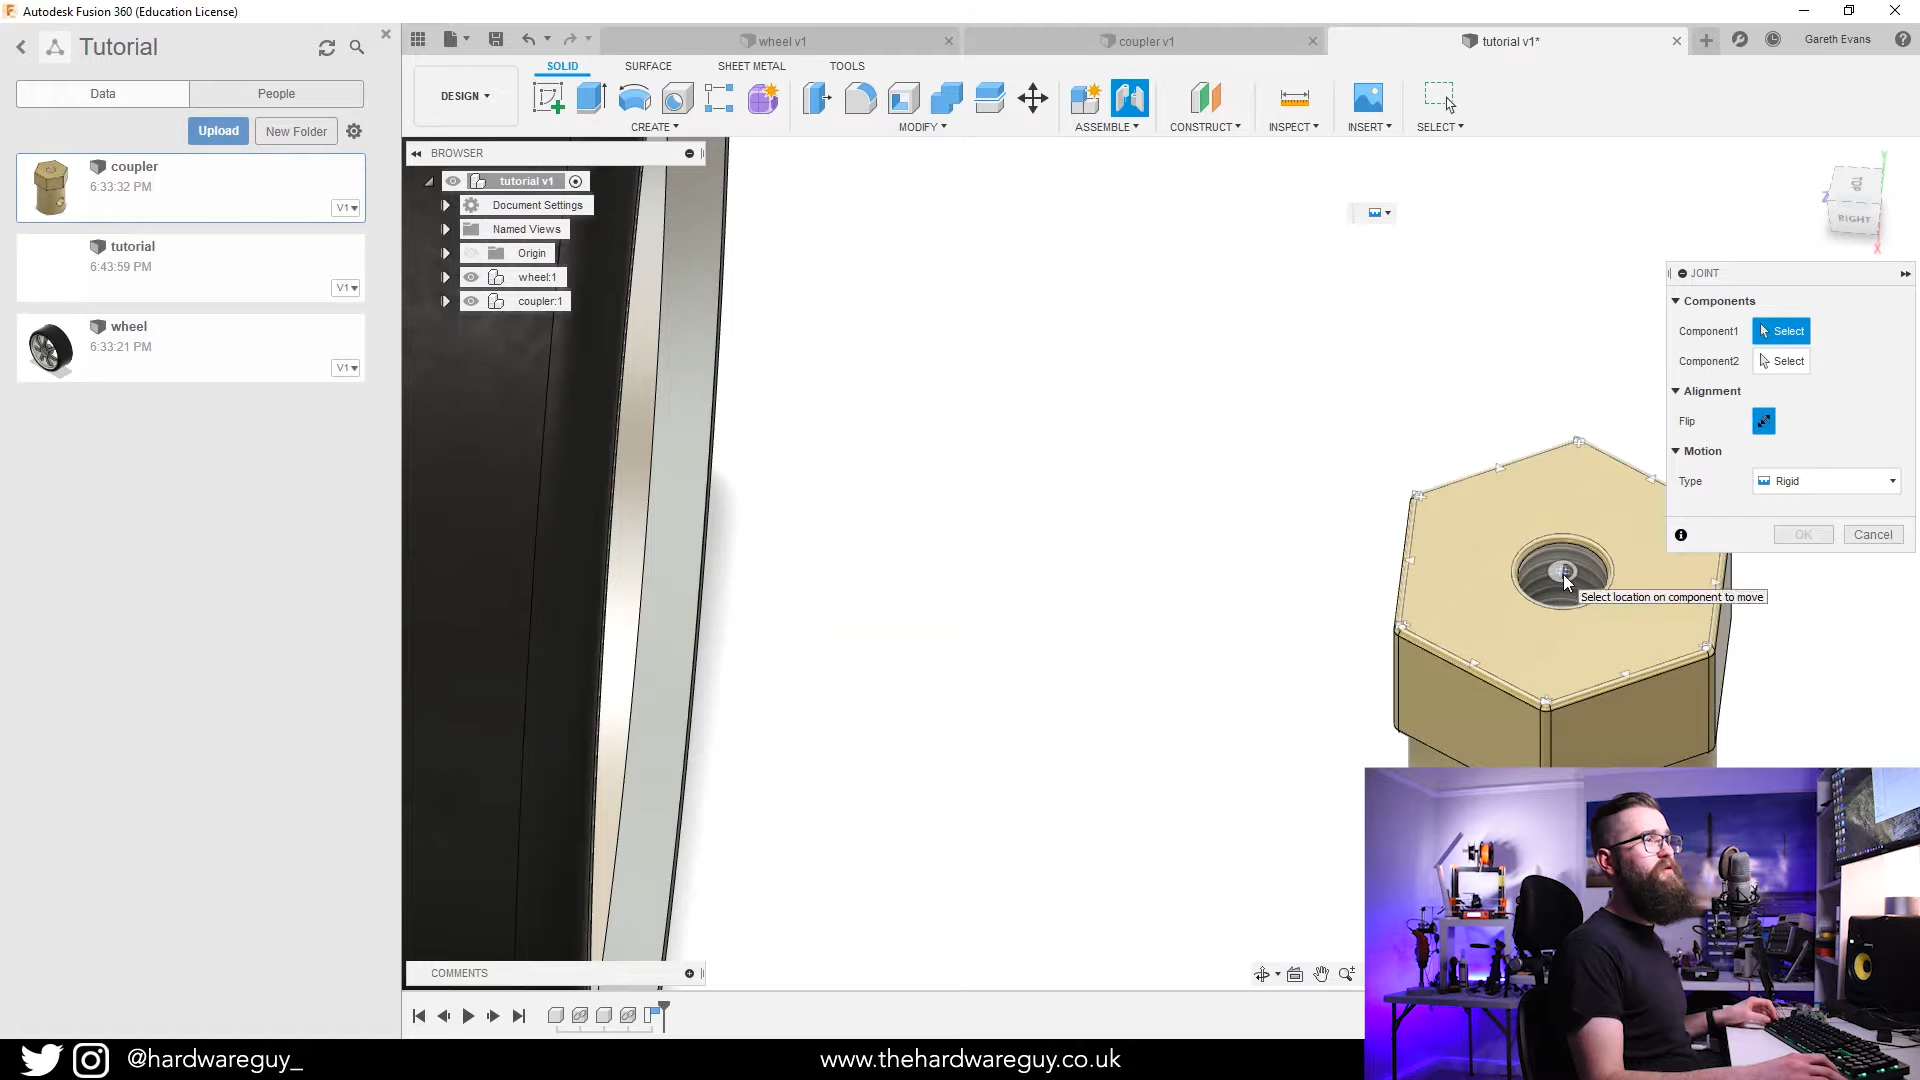 Autodesk Fusion 360 (Education License)
Tutorial
Data
People
Upload
New Folder
coupler
6:33:32 PM
V1
tutorial
6:43:59 PM
V1
wheel
6:33:21 PM
V1
wheel v1
coupler v1
tutorial v1*
Gareth Evans
SOLID
SURFACE
SHEET METAL
TOOLS
DESIGN
CREATE
MODIFY
ASSEMBLE
CONSTRUCT
INSPECT
INSERT
SELECT
BROWSER
tutorial v1
Document Settings
Named Views
Origin
wheel:1
coupler:1
TOP
RIGHT
Z
Y
X
JOINT
Components
Component1
Select
Component2
Select
Alignment
Flip
Motion
Type
Rigid
OK
Cancel
Select location on component to move
COMMENTS
@hardwareguy_
www.thehardwareguy.co.uk